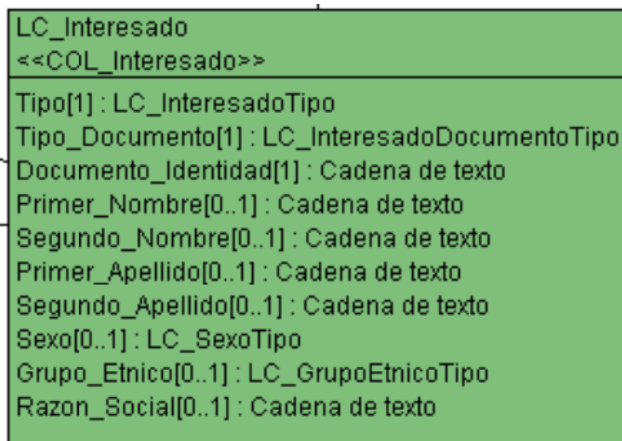 LC_Interesado
<<COL_Interesado>>
Tipo[1] : LC_InteresadoTipo
Tipo_Documento[1] : LC_InteresadoDocumentoTipo
Documento_Identidad[1] : Cadena de texto
Primer_Nombre[0..1] : Cadena de texto
Segundo_Nombre[0..1] : Cadena de texto
Primer_Apellido[0..1] : Cadena de texto
Segundo_Apellido[0..1] : Cadena de texto
Sexo[0..1] : LC_SexoTipo
Grupo_Etnico[0..1] : LC_GrupoEtnicoTipo
Razon_Social[0..1] : Cadena de texto